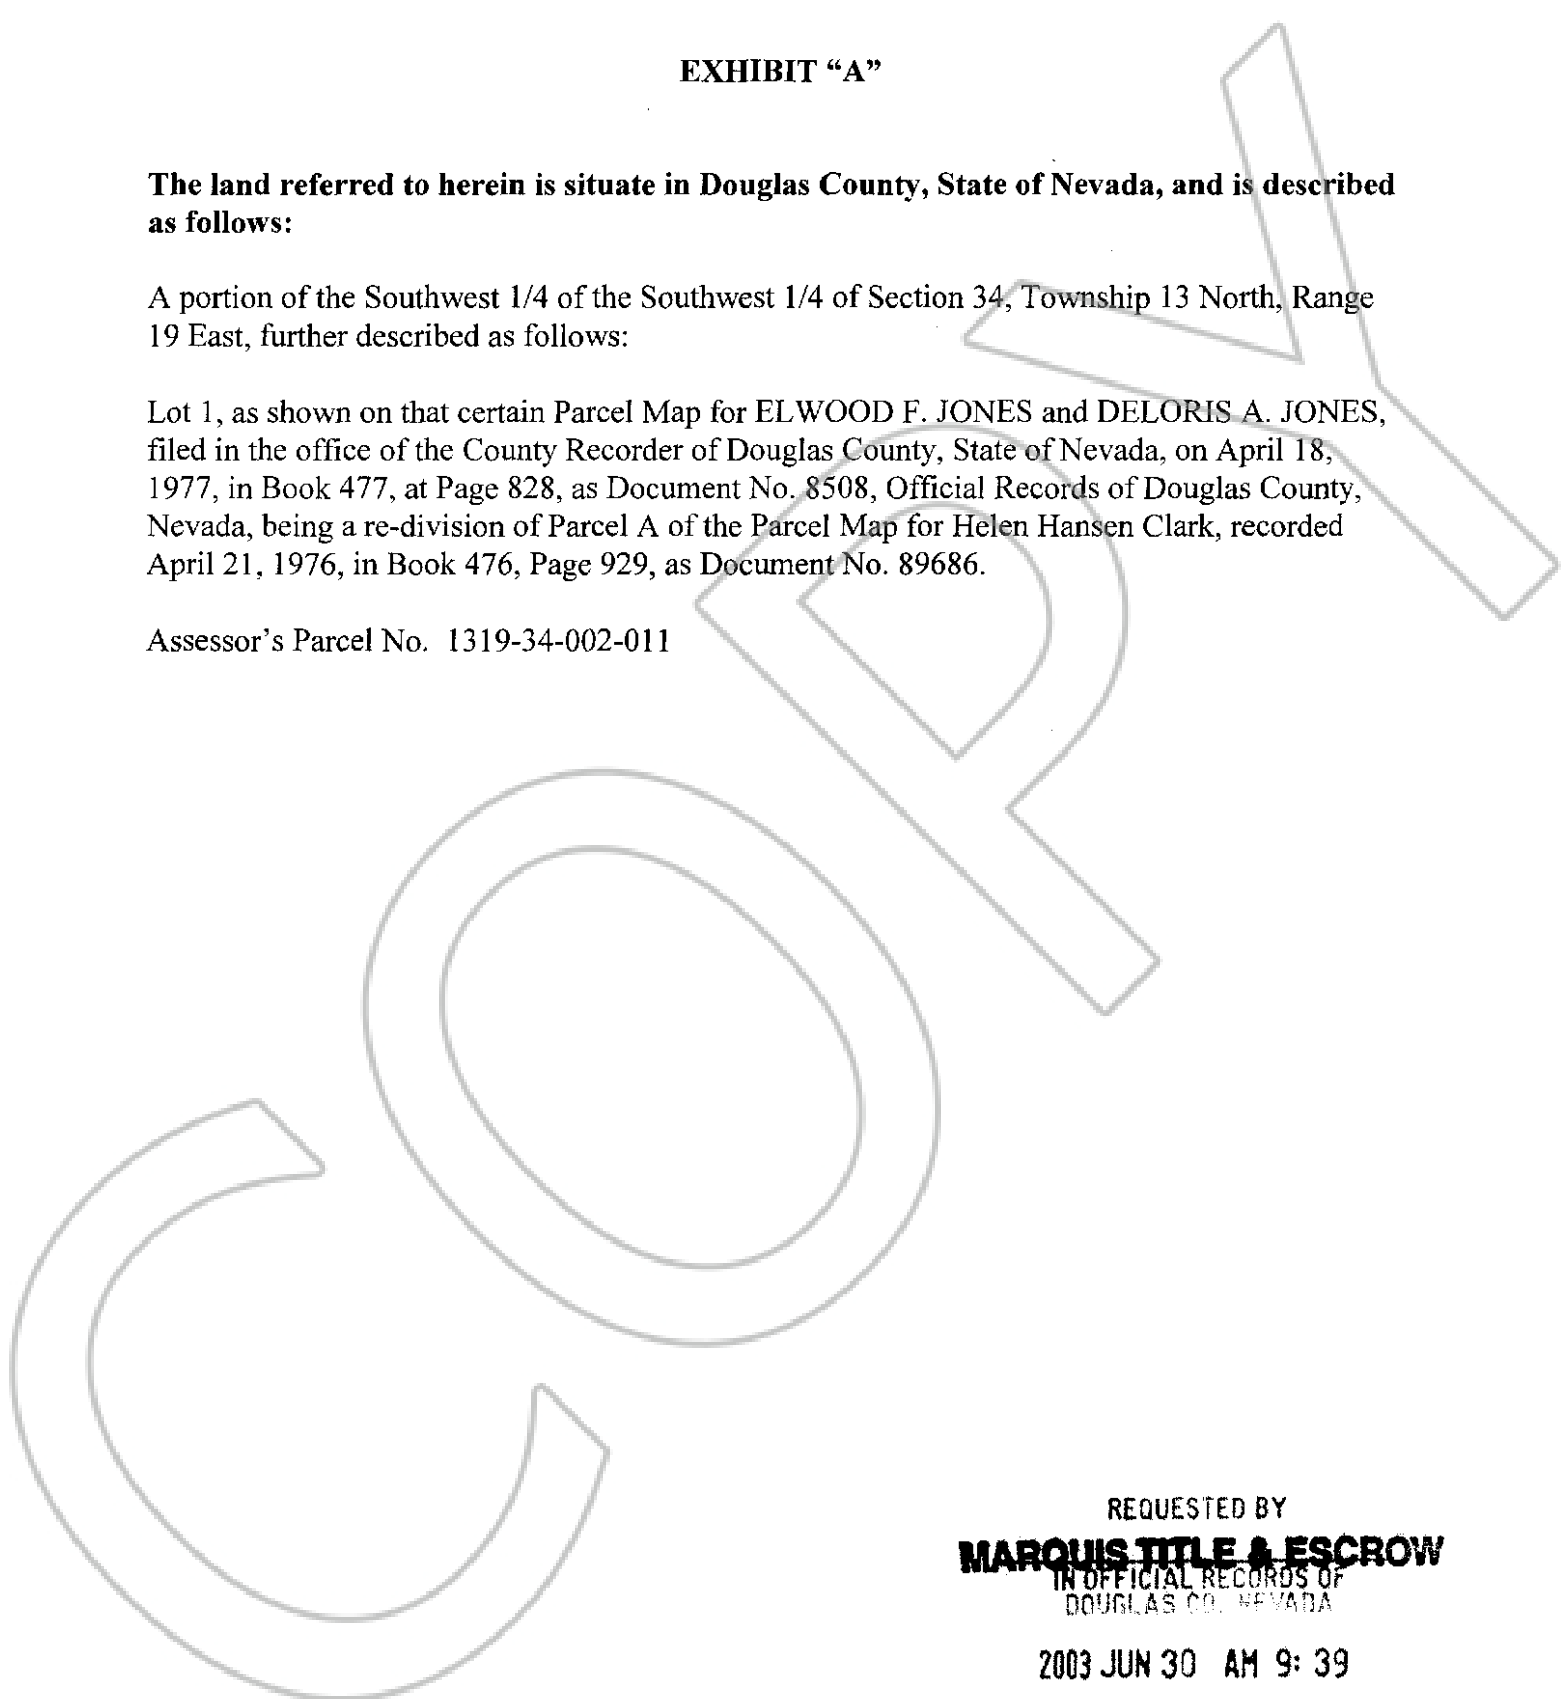 EXHIBIT “A”
The land referred to herein is situate in Douglas County, State of Nevada, and is described
as follows:
A portion of the Southwest 1/4 of the Southwest 1/4 of Section 34, Township 13 North, Range
19 East, further described as follows:
Lot 1, as shown on that certain Parcel Map for ELWOOD F. JONES and DELORIS A. JONES,
filed in the office of the County Recorder of Douglas County, State of Nevada, on April 18,
1977, in Book 477, at Page 828, as Document No. 8508, Official Records of Douglas County,
Nevada, being a re-division of Parcel A of the Parcel Map for Helen Hansen Clark, recorded
April 21, 1976, in Book 476, Page 929, as Document No. 89686.
Assessor’s Parcel No. 1319-34-002-011
COPY
REQUESTED BY
MARQUIS TITLE & ESCROW
IN OFFICIAL RECORDS OF
DOUGLAS CO. NEVADA
2003 JUN 30 AM 9: 39